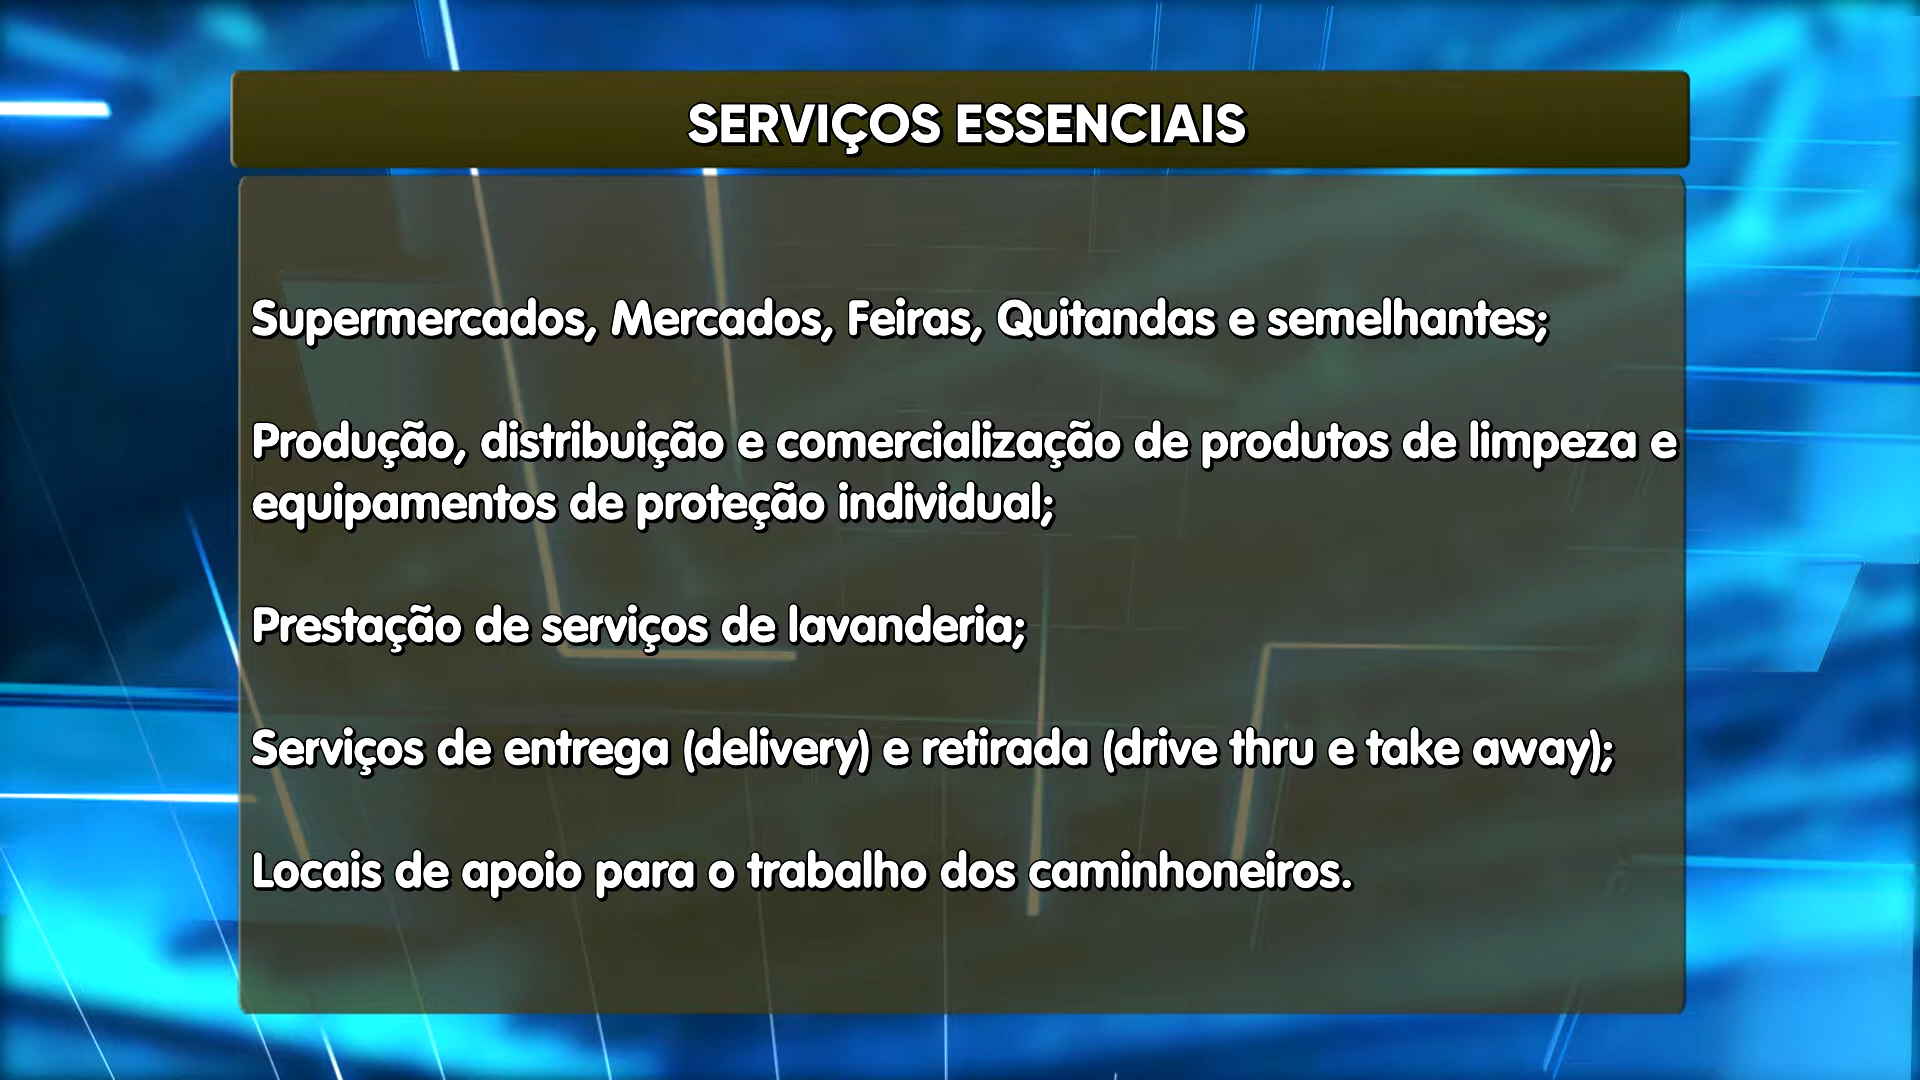 SERVIÇOS ESSENCIAIS
Supermercados, Mercados, Feiras, Quitandas e semelhantes;
Produção, distribuição e comercialização de produtos de limpeza e
equipamentos de proteção individual;
Prestação de serviços de lavanderia;
Serviços de entrega (delivery) e retirada (drive thru e take away);
Locais de apoio para o trabalho dos caminhoneiros.